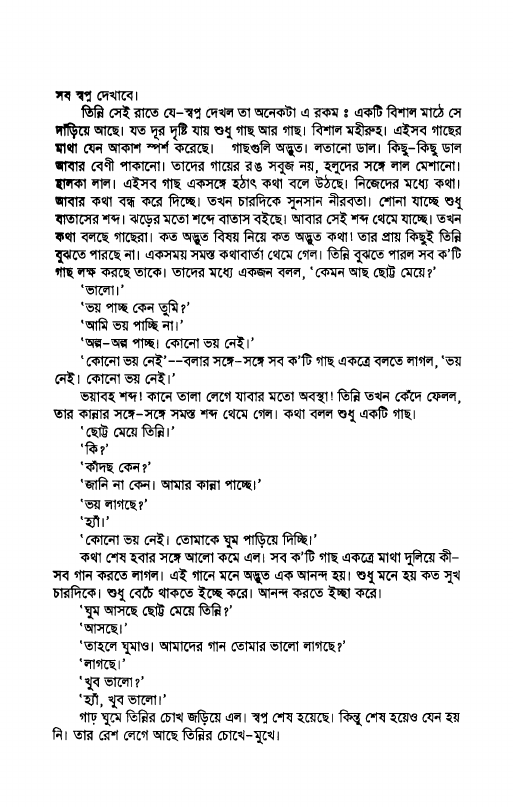 সব স্বপ্ন দেখাবে।
তিন্নি সেই রাতে যে-স্বপ্ন দেখল তা অনেকটা এ রকম ঃ একটি বিশাল মাঠে সে
দাঁড়িয়ে আছে। যত দূর দৃষ্টি যায় শুধু গাছ আর গাছ। বিশাল মহীরুহ। এইসব গাছের
মাথা যেন আকাশ স্পর্শ করেছে। গাছগুলি অদ্ভুত। লতানো ডাল। কিছু-কিছু ডাল
আবার বেণী পাকানো। তাদের গায়ের রঙ সবুজ নয়, হলুদের সঙ্গে লাল মেশানো।
হালকা লাল। এইসব গাছ একসঙ্গে হঠাৎ কথা বলে উঠছে। নিজেদের মধ্যে কথা।
আবার কথা বন্ধ করে দিচ্ছে। তখন চারদিকে সুনসান নীরবতা। শোনা যাচ্ছে শুধু
বাতাসের শব্দ। ঝড়ের মতো শব্দে বাতাস বইছে। আবার সেই শব্দ থেমে যাচ্ছে। তখন
কথা বলছে গাছেরা। কত অদ্ভুত বিষয় নিয়ে কত অদ্ভুত কথা! তার প্রায় কিছুই তিন্নি
বুঝতে পারছে না। একসময় সমস্ত কথাবার্তা থেমে গেল। তিন্নি বুঝতে পারল সব ক'টি
গাছ লক্ষ করছে তাকে। তাদের মধ্যে একজন বলল, 'কেমন আছ ছোট্ট মেয়ে?'
'ভালো।'
'ভয় পাচ্ছ কেন তুমি?'
'আমি ভয় পাচ্ছি না।'
'অল্প-অল্প পাচ্ছ। কোনো ভয় নেই।'
'কোনো ভয় নেই'--বলার সঙ্গে-সঙ্গে সব ক'টি গাছ একত্রে বলতে লাগল, 'ভয়
নেই। কোনো ভয় নেই।'
ভয়াবহ শব্দ! কানে তালা লেগে যাবার মতো অবস্থা! তিন্নি তখন কেঁদে ফেলল,
তার কান্নার সঙ্গে-সঙ্গে সমস্ত শব্দ থেমে গেল। কথা বলল শুধু একটি গাছ।
'ছোট্ট মেয়ে তিন্নি।'
'কি?'
'কাঁদছ কেন?'
'জানি না কেন। আমার কান্না পাচ্ছে।'
'ভয় লাগছে?'
'হ্যাঁ।'
'কোনো ভয় নেই। তোমাকে ঘুম পাড়িয়ে দিচ্ছি।'
কথা শেষ হবার সঙ্গে আলো কমে এল। সব ক'টি গাছ একত্রে মাথা দুলিয়ে কী-
সব গান করতে লাগল। এই গানে মনে অদ্ভুত এক আনন্দ হয়। শুধু মনে হয় কত সুখ
চারদিকে। শুধু বেচেঁ থাকতে ইচ্ছে করে। আনন্দ করতে ইচ্ছা করে।
'ঘুম আসছে ছোট্ট মেয়ে তিন্নি?'
'আসছে।'
'তাহলে ঘুমাও। আমাদের গান তোমার ভালো লাগছে?'
'লাগছে।'
'খুব ভালো?'
'হ্যাঁ, খুব ভালো।'
গাঢ় ঘুমে তিন্নির চোখ জড়িয়ে এল। স্বপ্ন শেষ হয়েছে। কিন্তু শেষ হয়েও যেন হয়
নি। তার রেশ লেগে আছে তিন্নির চোখে-মুখে।